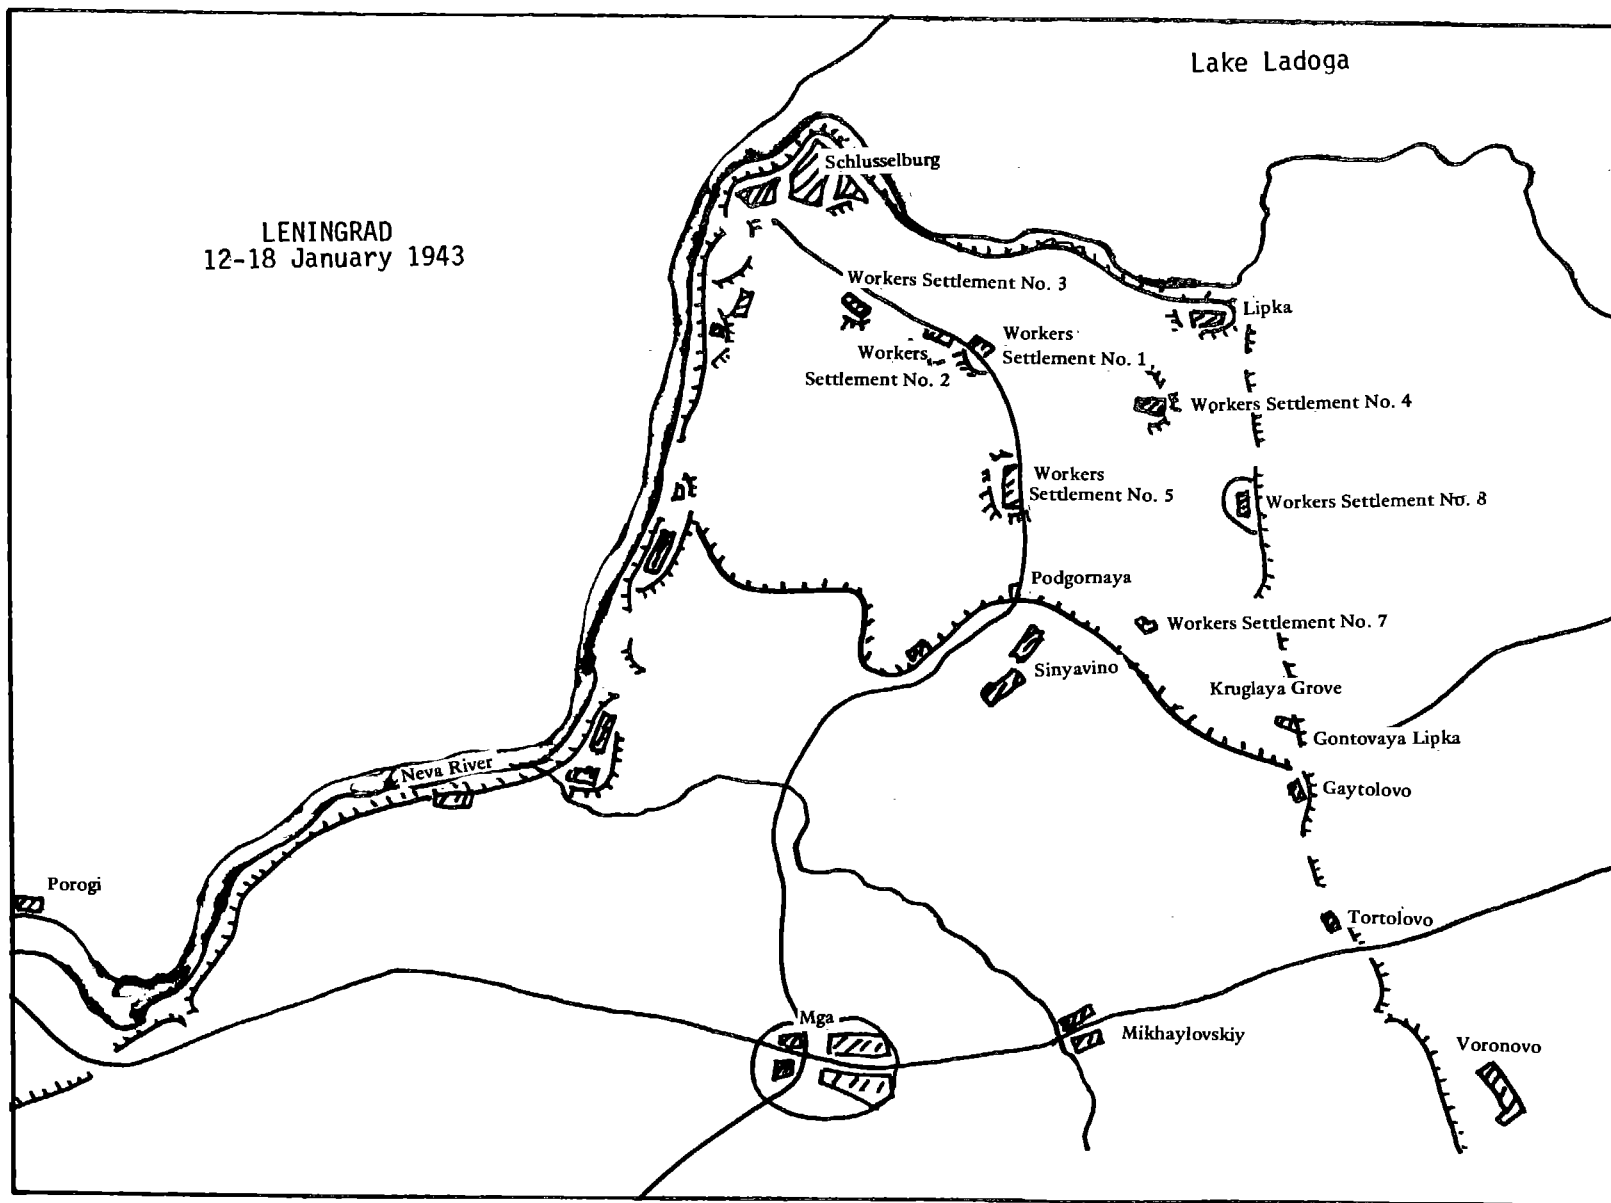 Lake Ladoga
Schlusselburg
LENINGRAD
12-18 January 1943
Workers Settlement No. 3
Lipka
Workers
Settlement No. 1
Workers
Settlement No. 2
Workers Settlement No. 4
Workers
Settlement No. 5
Workers Settlement No. 8
Podgornaya
Workers Settlement No. 7
Sinyavino
Kruglaya Grove
Gontovaya Lipka
Neva River
Gaytolovo
Porogi
Tortolovo
Mga
Mikhaylovskiy
Voronovo